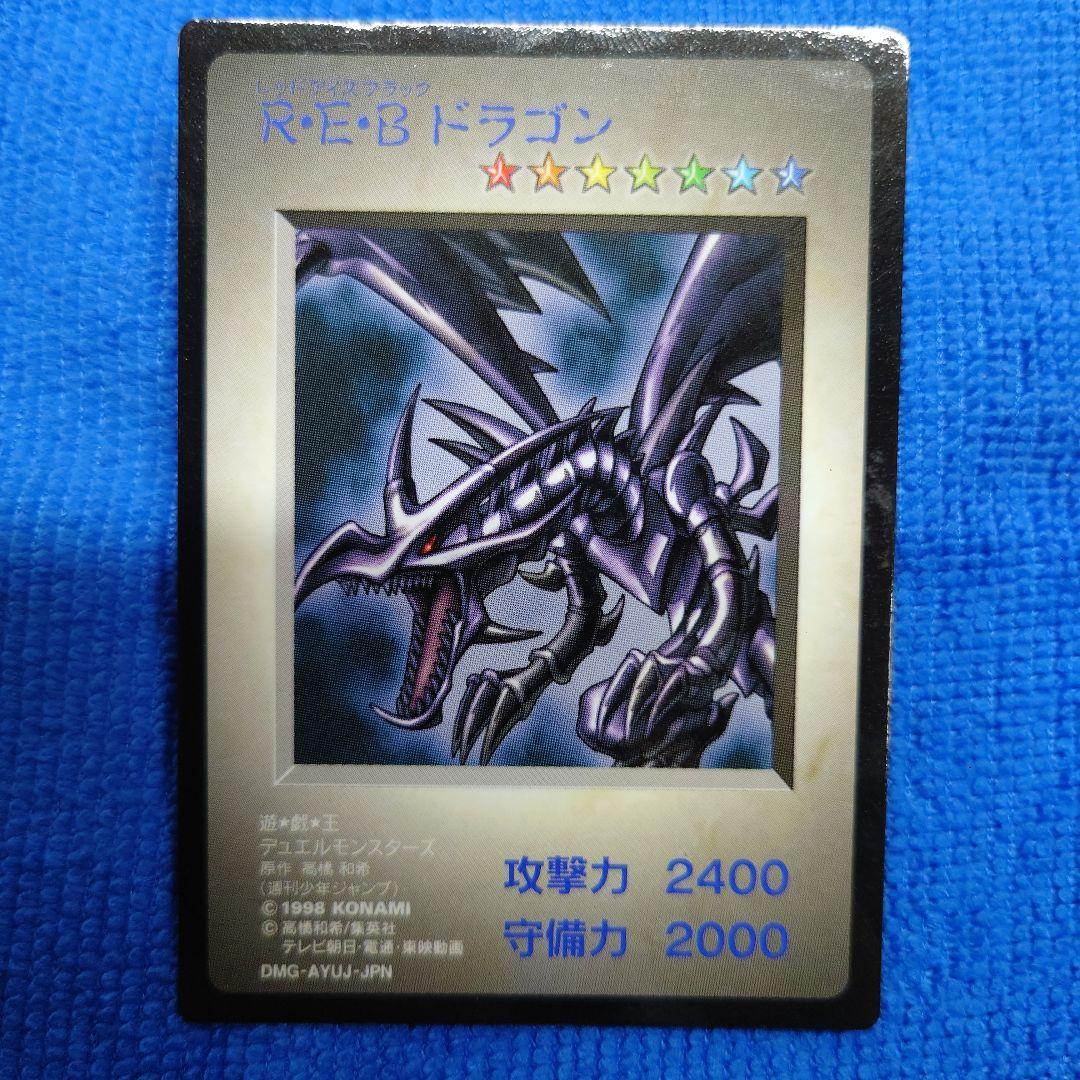 レッドアイズブラック
R・E・B ドラゴン
遊★戯★王
デュエルモンスターズ
原作 高橋 和希
(週刊少年ジャンプ)
© 1998 KONAMI
© 高橋和希/集英社
テレビ朝日・電通・東映動画
DMG-AYUJ-JPN
攻撃力 2400
守備力 2000